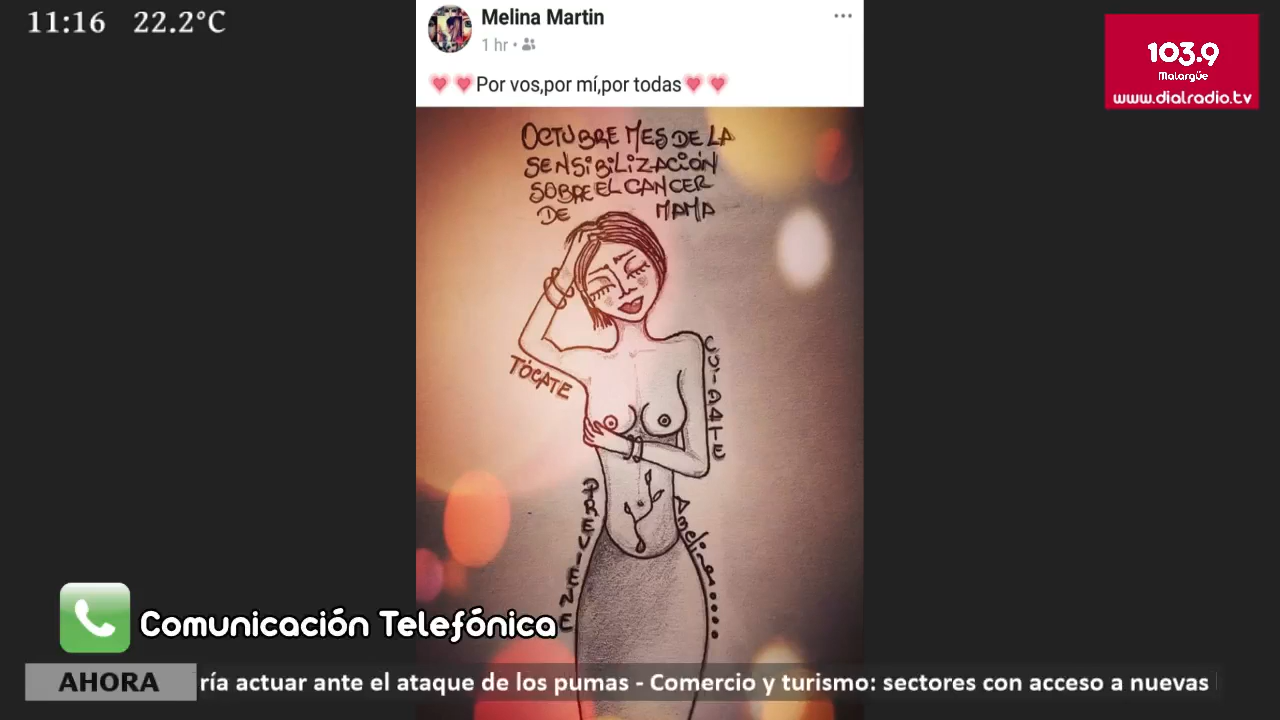 11:16 22.2°C
Melina Martin
1 hr
Por vos,por mí,por todas
103.9
Malargüe
www.dialradio.tv
OCTUBRE MES DE LA
SENSIBILIZACIÓN
SOBRE EL CANCER
DE MAMA
TÓCATE
CUIDATE
PREVIENE
Amelina.....
Comunicación Telefónica
AHORA
ría actuar ante el ataque de los pumas - Comercio y turismo: sectores con acceso a nuevas